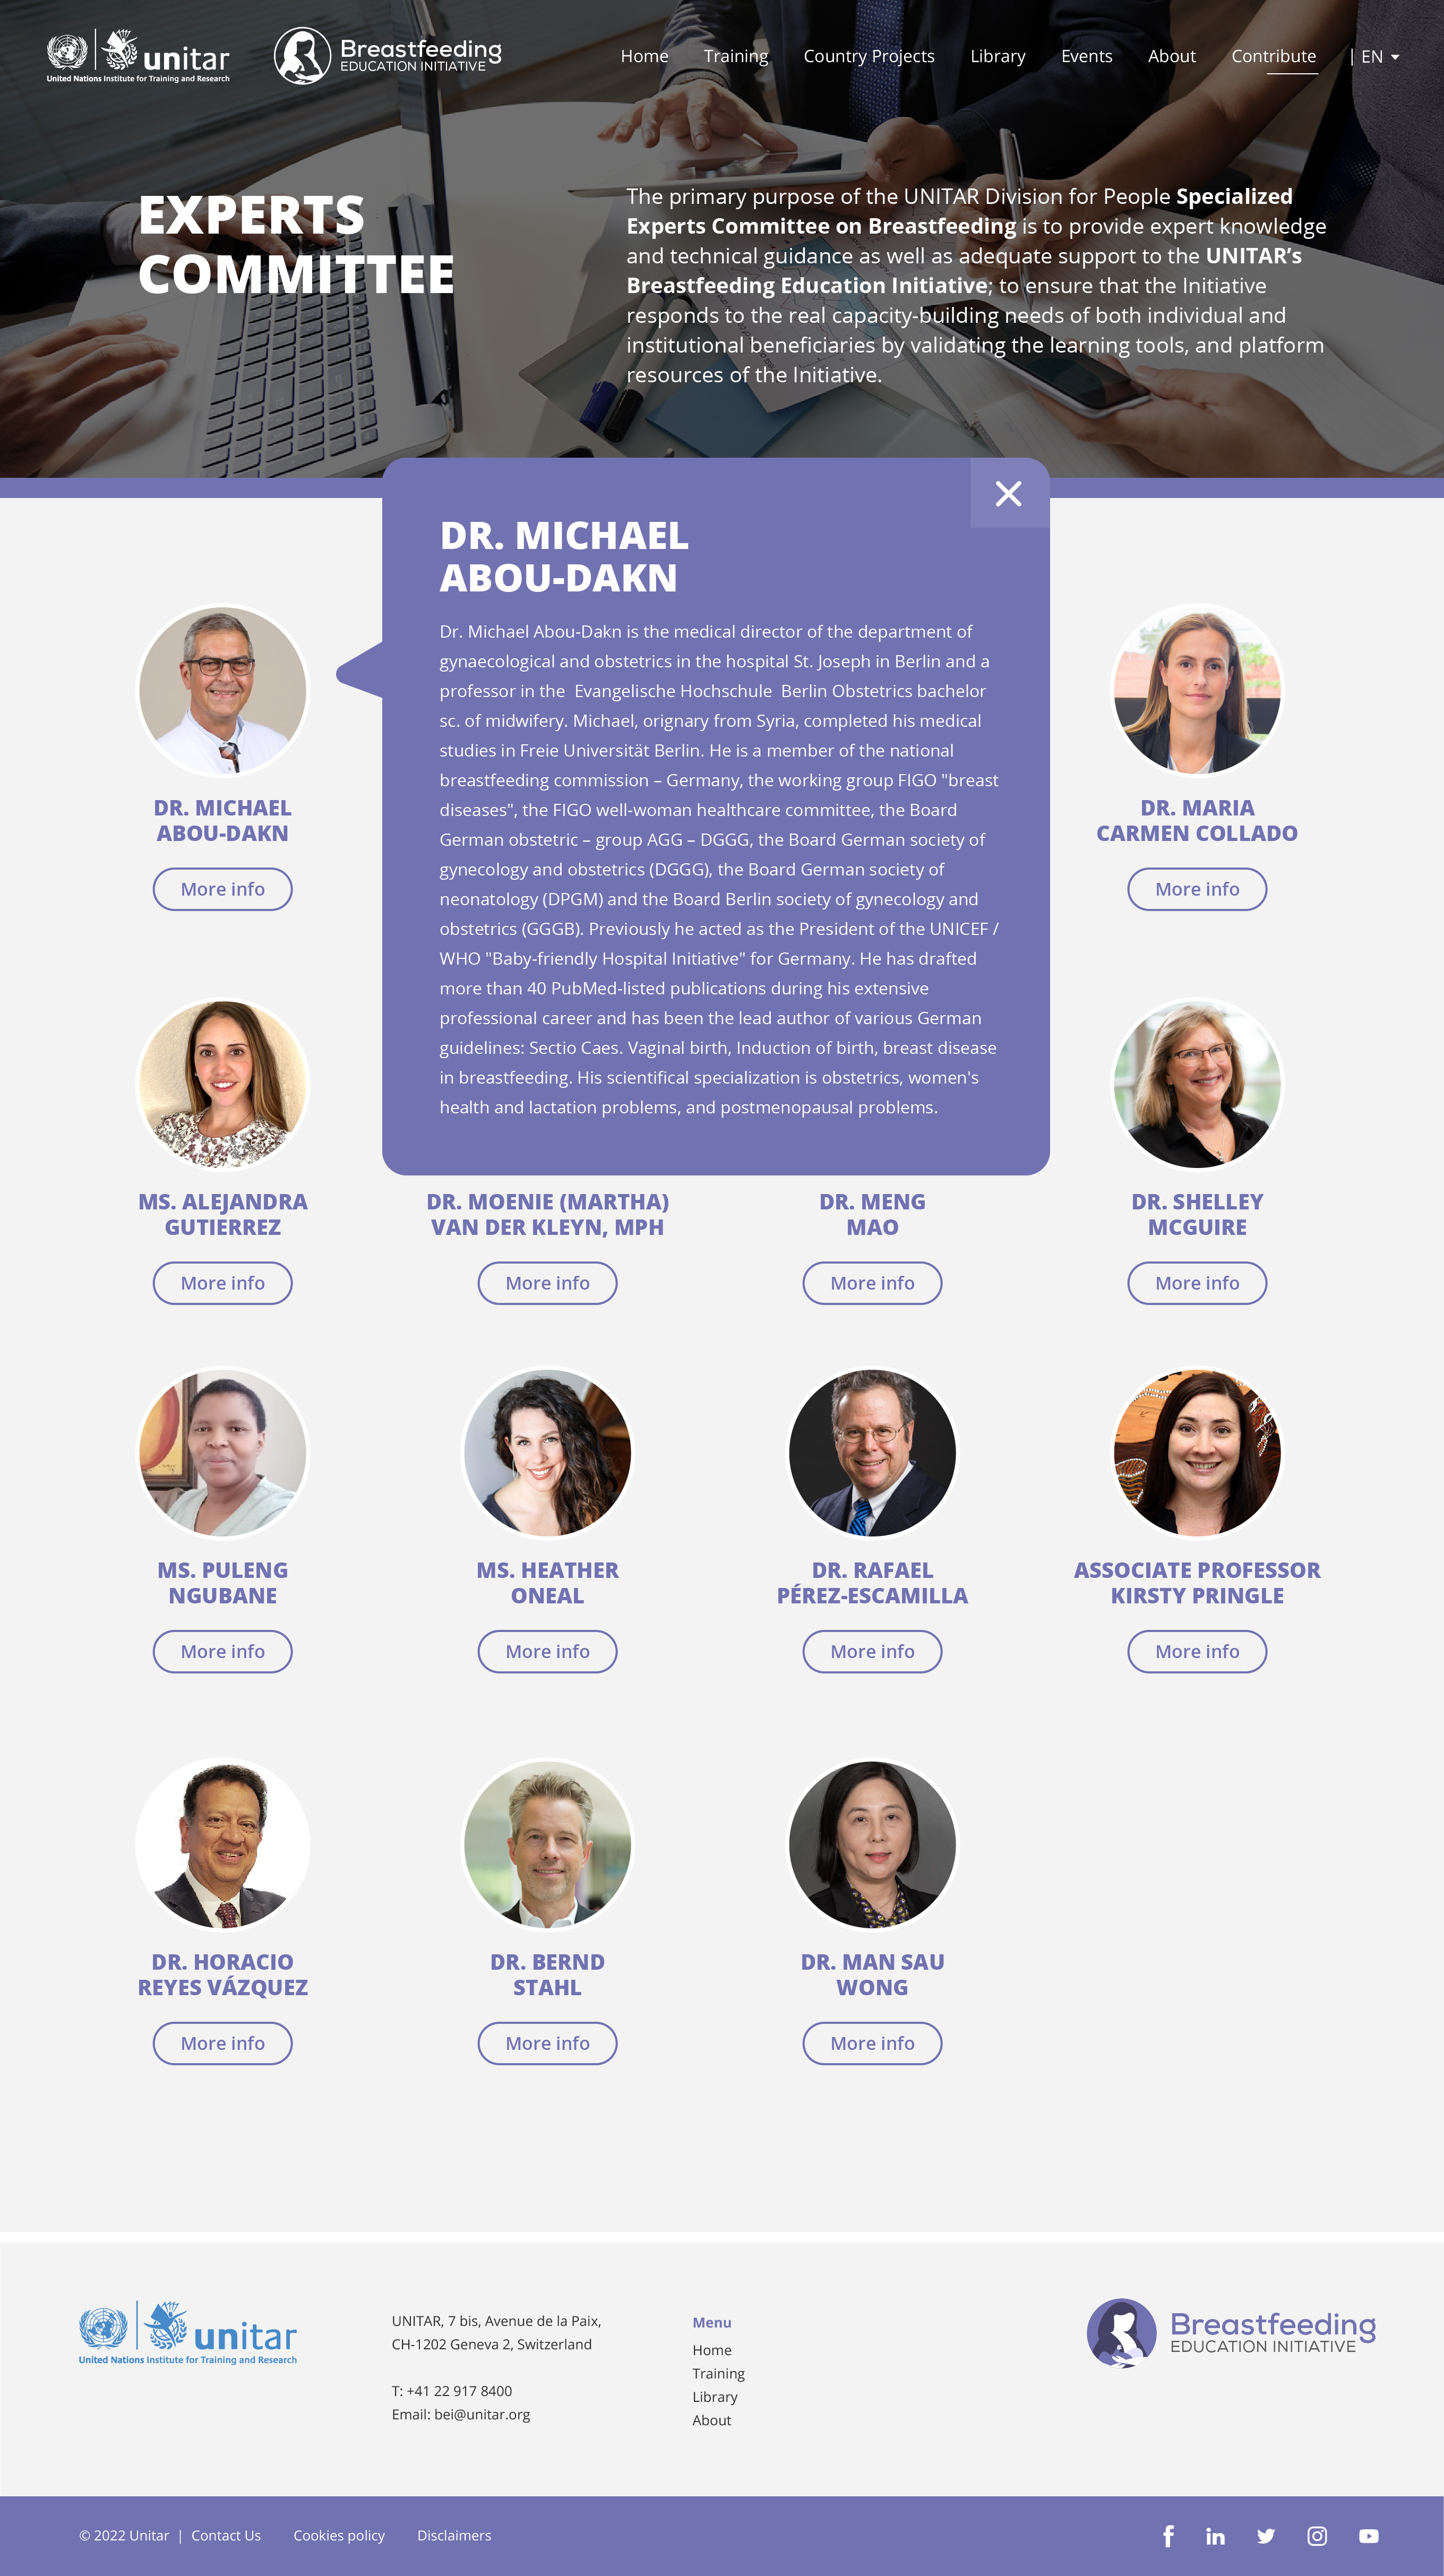 unitar
United Nations Institute for Training and Research
Breastfeeding
EDUCATION INITIATIVE
Home Training Country Projects Library Events About Contribute | EN
EXPERTS
COMMITTEE
The primary purpose of the UNITAR Division for People Specialized
Experts Committee on Breastfeeding is to provide expert knowledge
and technical guidance as well as adequate support to the UNITAR’s
Breastfeeding Education Initiative; to ensure that the Initiative
responds to the real capacity-building needs of both individual and
institutional beneficiaries by validating the learning tools, and platform
resources of the Initiative.
DR. MICHAEL
ABOU-DAKN
Dr. Michael Abou-Dakn is the medical director of the department of
gynaecological and obstetrics in the hospital St. Joseph in Berlin and a
professor in the Evangelische Hochschule Berlin Obstetrics bachelor
sc. of midwifery. Michael, orignary from Syria, completed his medical
studies in Freie Universität Berlin. He is a member of the national
breastfeeding commission – Germany, the working group FIGO "breast
diseases", the FIGO well-woman healthcare committee, the Board
German obstetric – group AGG – DGGG, the Board German society of
gynecology and obstetrics (DGGG), the Board German society of
neonatology (DPGM) and the Board Berlin society of gynecology and
obstetrics (GGGB). Previously he acted as the President of the UNICEF /
WHO "Baby-friendly Hospital Initiative" for Germany. He has drafted
more than 40 PubMed-listed publications during his extensive
professional career and has been the lead author of various German
guidelines: Sectio Caes. Vaginal birth, Induction of birth, breast disease
in breastfeeding. His scientifical specialization is obstetrics, women's
health and lactation problems, and postmenopausal problems.
DR. MICHAEL
ABOU-DAKN
More info
DR. MARIA
CARMEN COLLADO
More info
MS. ALEJANDRA
GUTIERREZ
More info
DR. MOENIE (MARTHA)
VAN DER KLEYN, MPH
More info
DR. MENG
MAO
More info
DR. SHELLEY
MCGUIRE
More info
MS. PULENG
NGUBANE
More info
MS. HEATHER
ONEAL
More info
DR. RAFAEL
PÉREZ-ESCAMILLA
More info
ASSOCIATE PROFESSOR
KIRSTY PRINGLE
More info
DR. HORACIO
REYES VÁZQUEZ
More info
DR. BERND
STAHL
More info
DR. MAN SAU
WONG
More info
unitar
United Nations Institute for Training and Research
UNITAR, 7 bis, Avenue de la Paix,
CH-1202 Geneva 2, Switzerland
T: +41 22 917 8400
Email: bei@unitar.org
Menu
Home
Training
Library
About
Breastfeeding
EDUCATION INITIATIVE
© 2022 Unitar | Contact Us Cookies policy Disclaimers